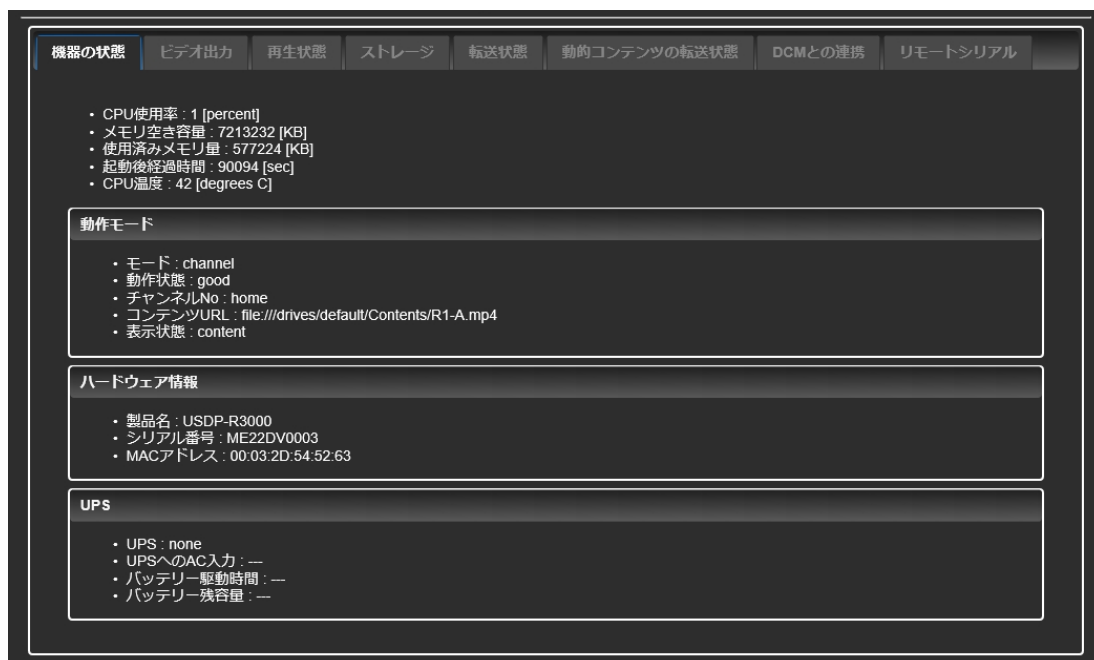 機器の状態 ビデオ出力 再生状態 ストレージ 転送状態 動的コンテンツの転送状態 DCMとの連携 リモートシリアル
・ CPU使用率 : 1 [percent]
・ メモリ空き容量 : 7213232 [KB]
・ 使用済みメモリ量 : 577224 [KB]
・ 起動後経過時間 : 90094 [sec]
・ CPU温度 : 42 [degrees C]
動作モード
・ モード : channel
・ 動作状態 : good
・ チャンネルNo : home
・ コンテンツURL : file:///drives/default/Contents/R1-A.mp4
・ 表示状態 : content
ハードウェア情報
・ 製品名 : USDP-R3000
・ シリアル番号 : ME22DV0003
・ MACアドレス : 00:03:2D:54:52:63
UPS
・ UPS : none
・ UPSへのAC入力 : ---
・ バッテリー駆動時間 : ---
・ バッテリー残容量 : ---